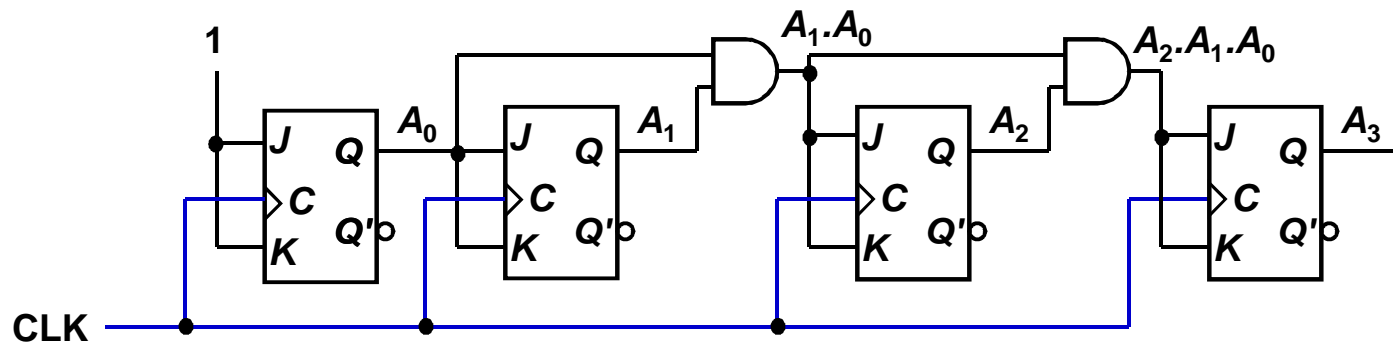 1
A₁.A₀
A₂.A₁.A₀
A₀
A₁
A₂
A₃
J Q
C
Q'
K
J Q
C
Q'
K
J Q
C
Q'
K
J Q
C
Q'
K
CLK